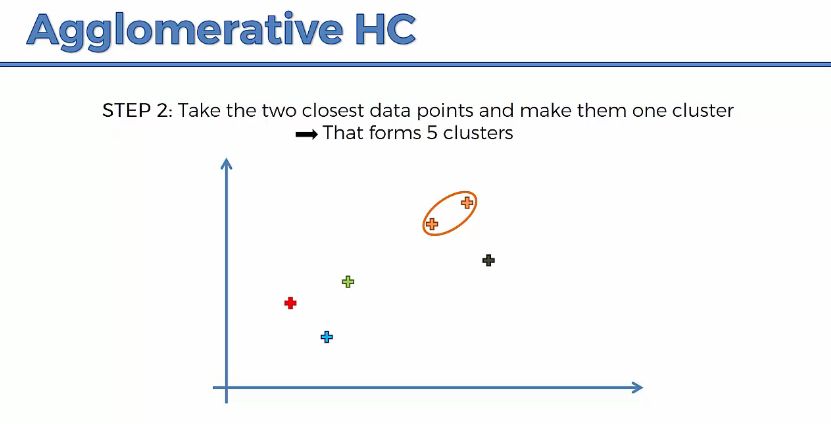 Agglomerative HC
STEP 2: Take the two closest data points and make them one cluster
➡ That forms 5 clusters